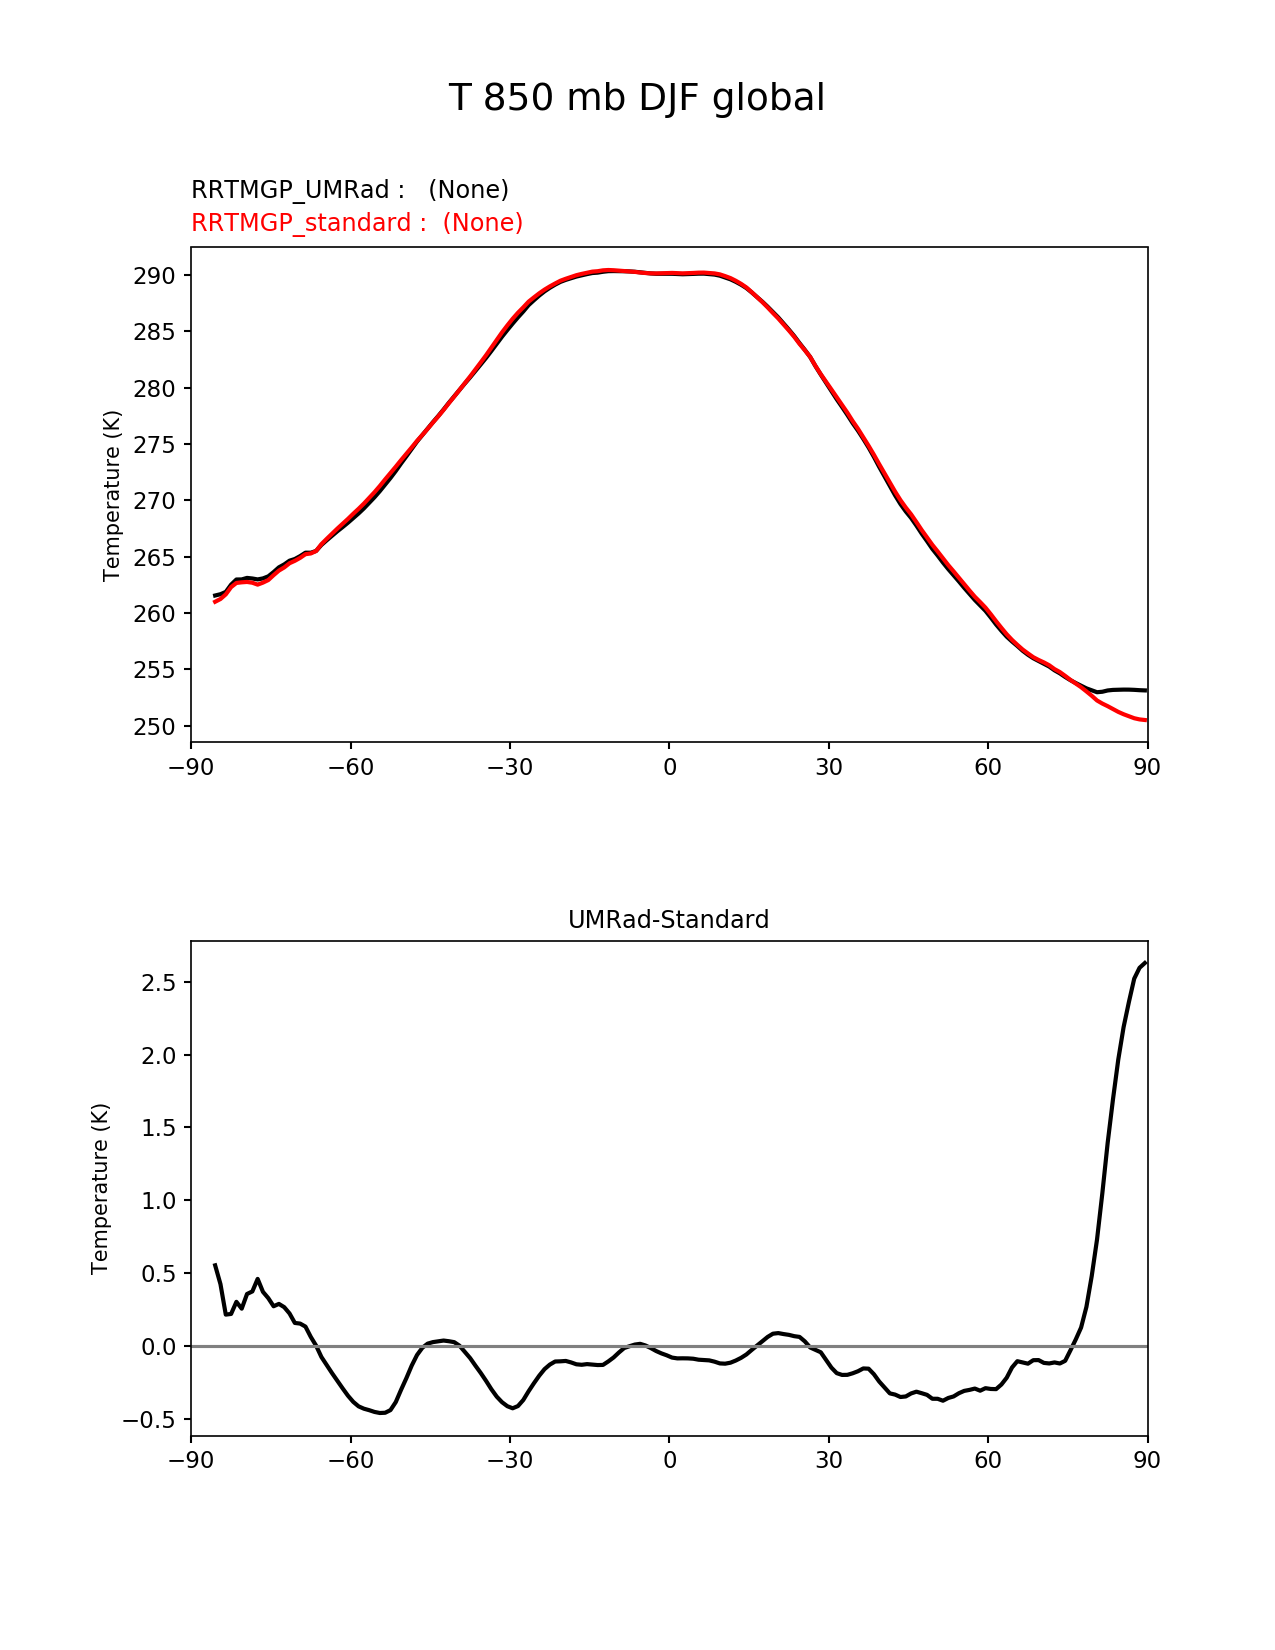 T 850 mb DJF global
RRTMGP_UMRad :   (None)
RRTMGP_standard :  (None)
290
285
280
275
270
265
260
255
250
Temperature (K)
−90 −60 −30 0 30 60 90
UMRad-Standard
2.5
2.0
1.5
1.0
0.5
0.0
−0.5
Temperature (K)
−90 −60 −30 0 30 60 90